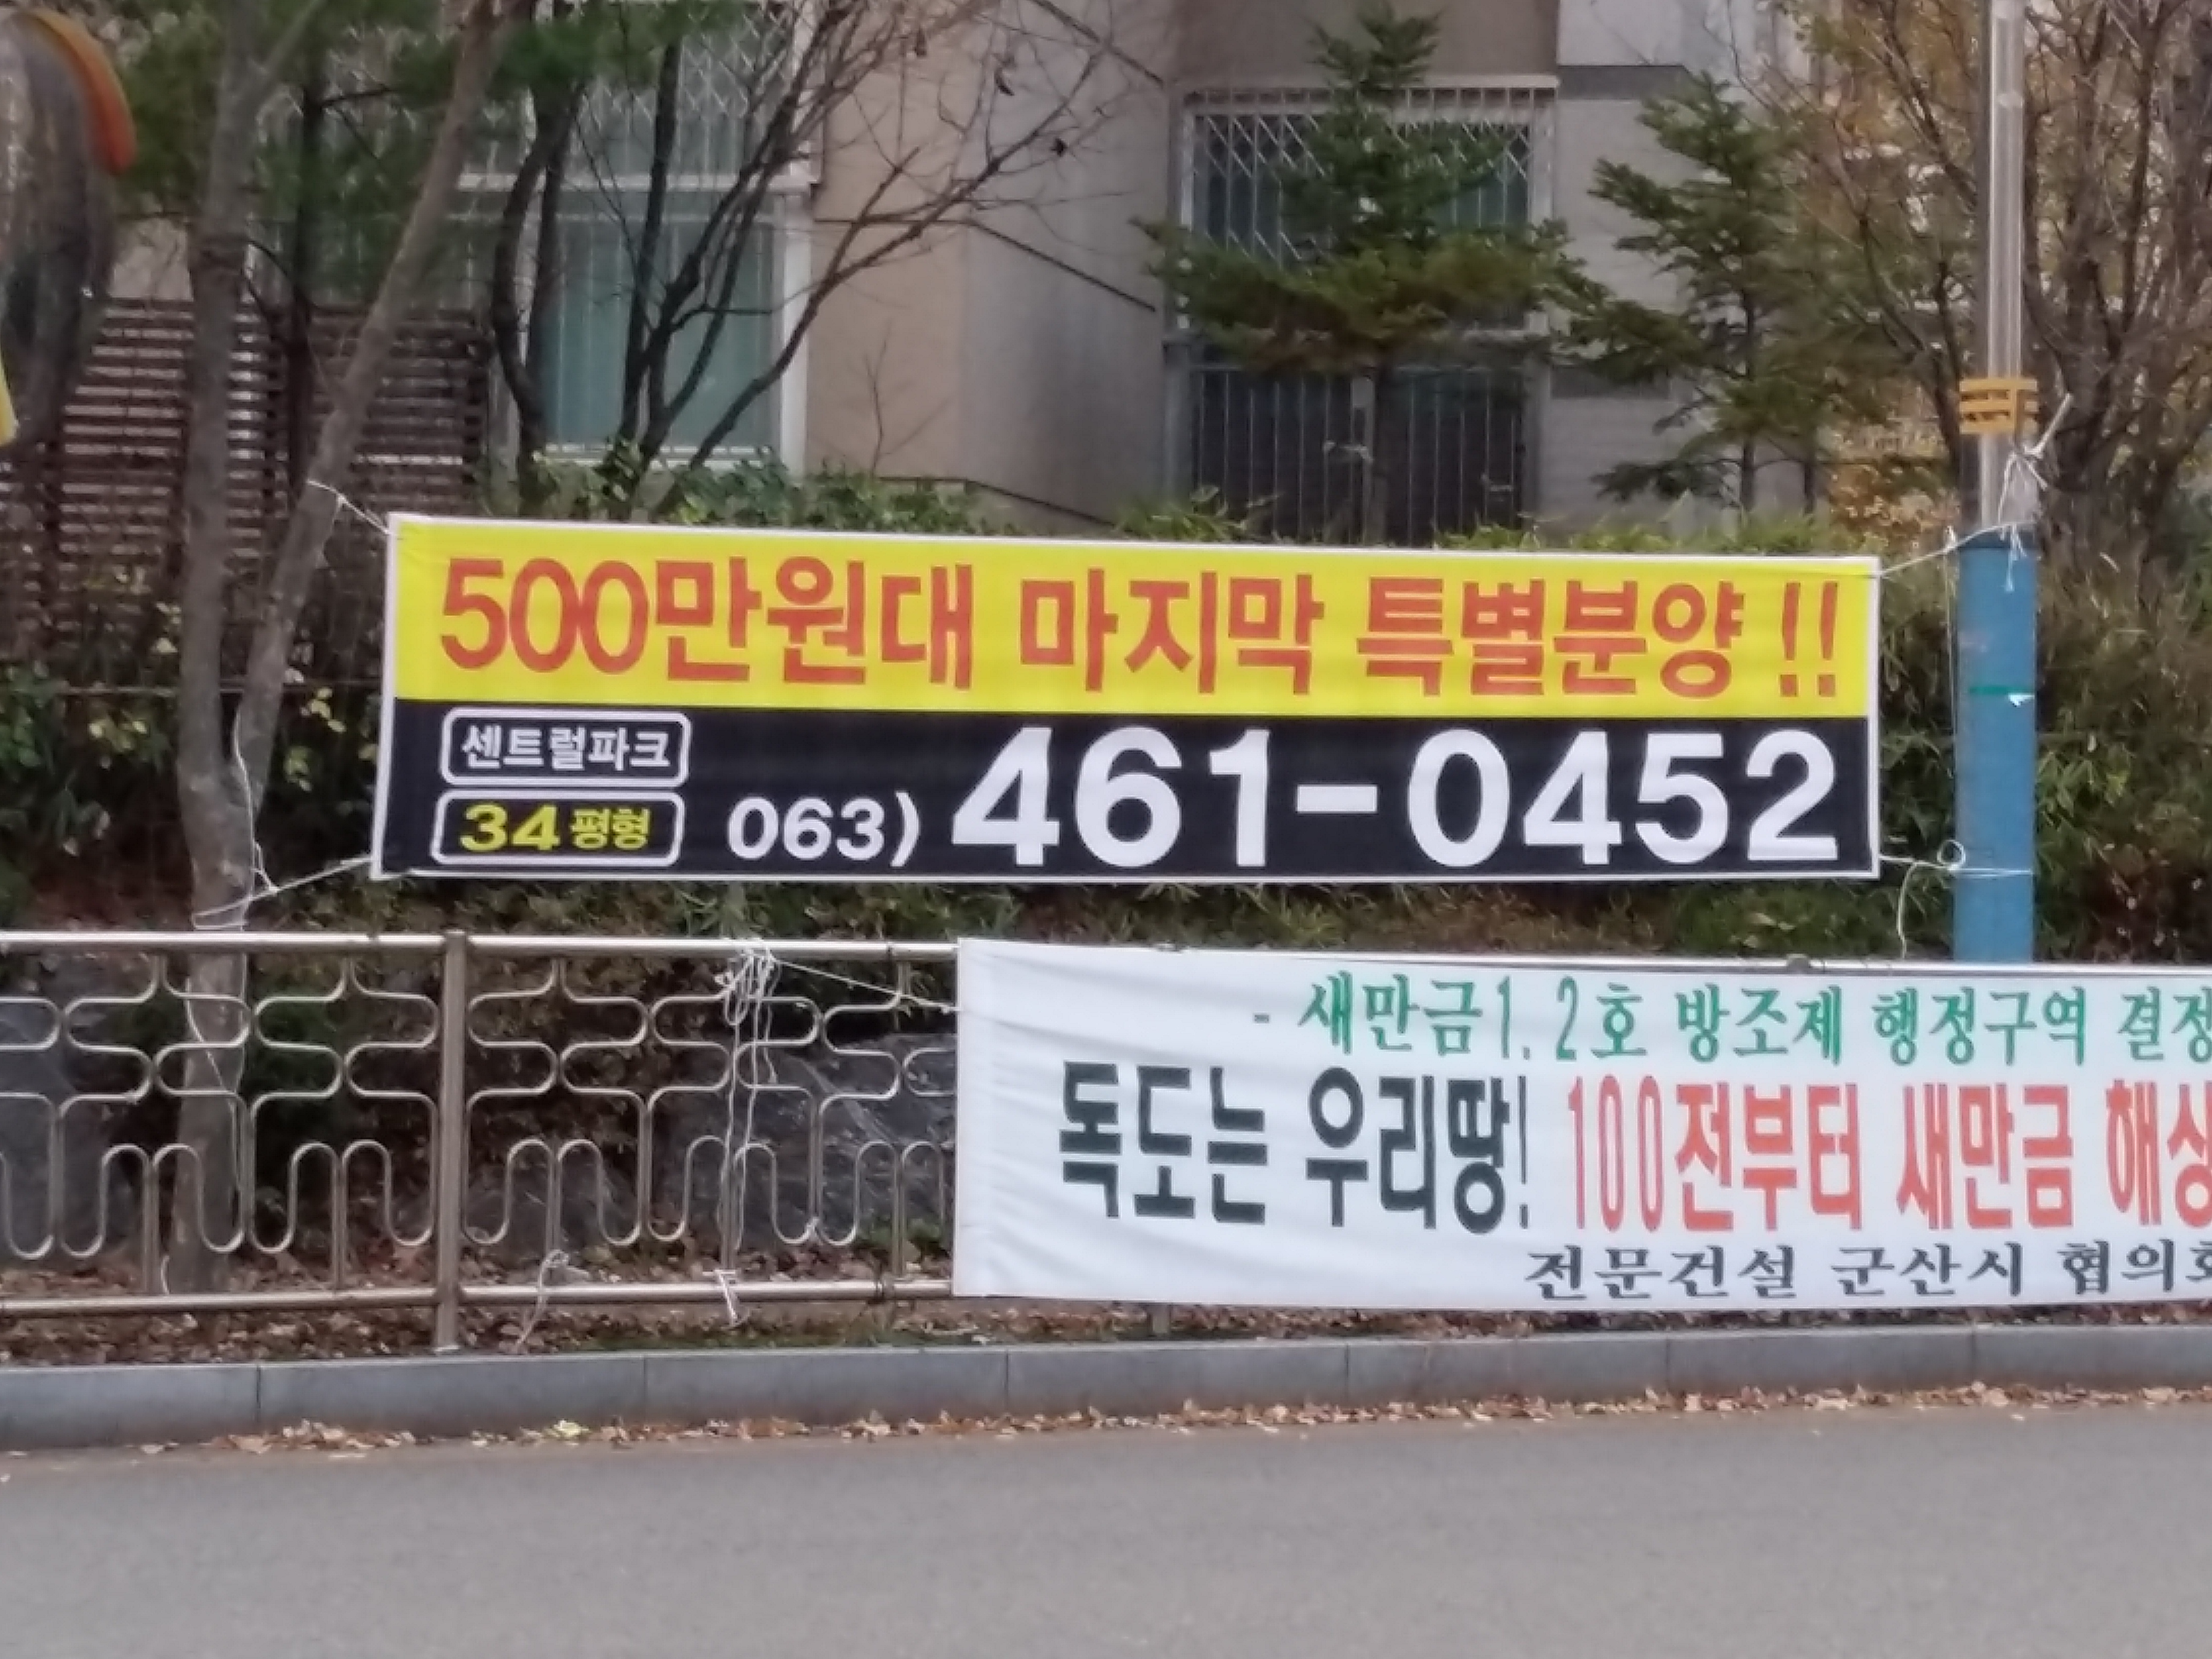 500만원대 마지막 특별분양 !!
센트럴파크
34평형
063) 461-0452
- 새만금1. 2호 방조제 행정구역 결정
독도는 우리땅! 100전부터 새만금 해상
전문건설 군산시 협의회